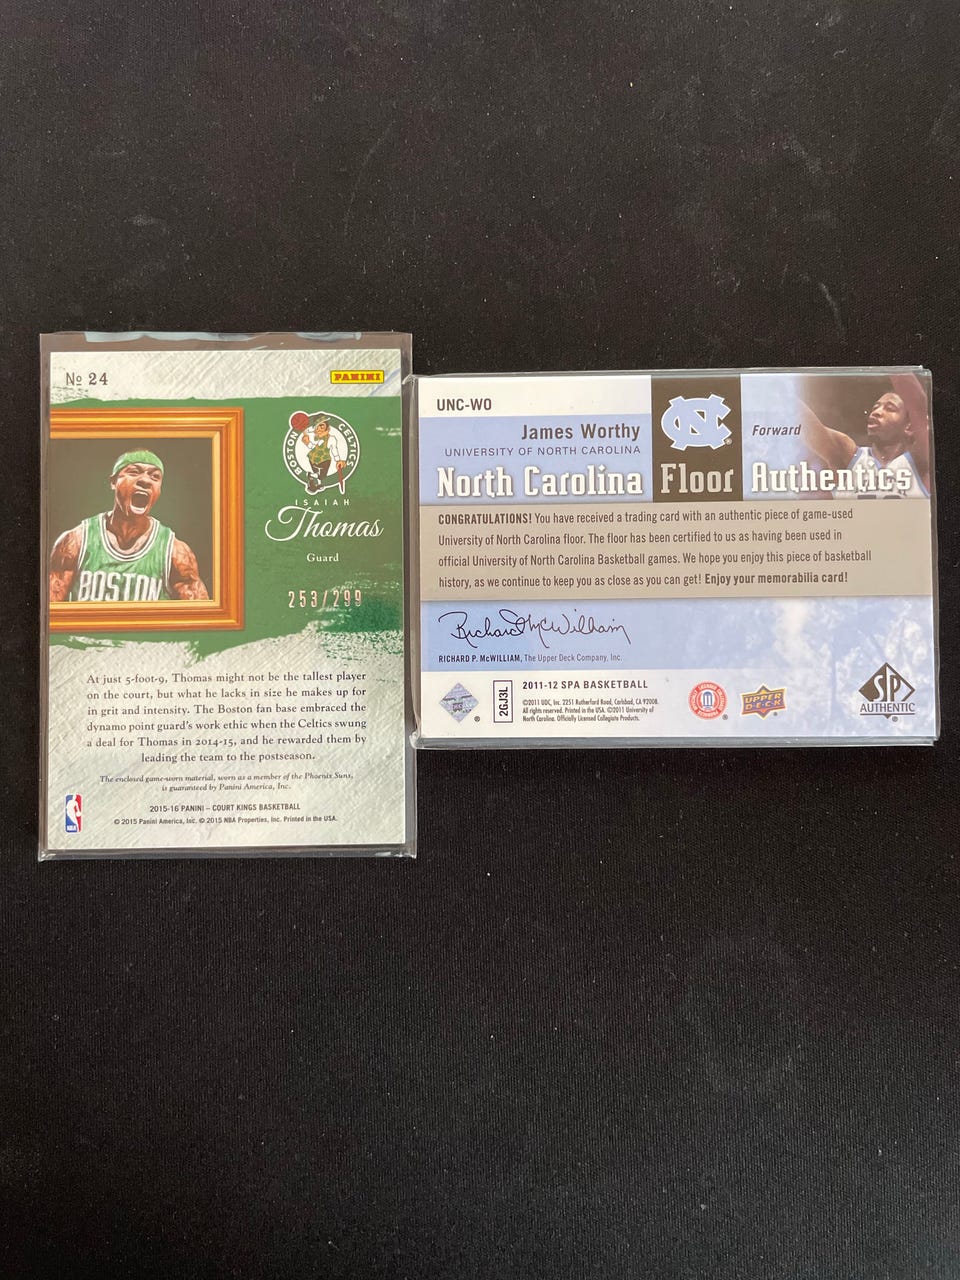 № 24
PANINI
BOSTON CELTICS
ISAIAH
Thomas
Guard
253/299
BOSTON
At just 5-foot-9, Thomas might not be the tallest player
on the court, but what he lacks in size he makes up for
in grit and intensity. The Boston fan base embraced the
dynamo point guard's work ethic when the Celtics swung
a deal for Thomas in 2014-15, and he rewarded them by
leading the team to the postseason.
The enclosed game-worn material, worn as a member of the Phoenix Suns,
is guaranteed by Panini America, Inc.
2015-16 PANINI – COURT KINGS BASKETBALL
© 2015 Panini America, Inc. © 2015 NBA Properties, Inc. Printed in the USA.
NBA
UNC-WO
James Worthy
UNIVERSITY OF NORTH CAROLINA
NC
Forward
North Carolina Floor Authentics
CONGRATULATIONS! You have received a trading card with an authentic piece of game-used
University of North Carolina floor. The floor has been certified to us as having been used in
official University of North Carolina Basketball games. We hope you enjoy this piece of basketball
history, as we continue to keep you as close as you can get! Enjoy your memorabilia card!
Richard P. McWilliam
RICHARD P. McWILLIAM, The Upper Deck Company, Inc.
2GJ3L
2011-12 SPA BASKETBALL
©2011 UDC, Inc. 2251 Rutherford Road, Carlsbad, CA 92008.
All rights reserved. Printed in the USA. ©2011 University of
North Carolina. Officially Licensed Collegiate Products.
UPPER DECK
SP
AUTHENTIC